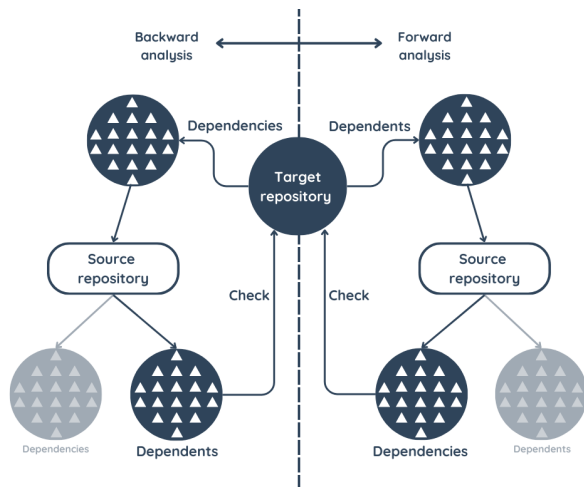 Backward
analysis
Forward
analysis
Dependencies
Dependents
Target
repository
Source
repository
Source
repository
Check
Check
Dependencies
Dependents
Dependencies
Dependents